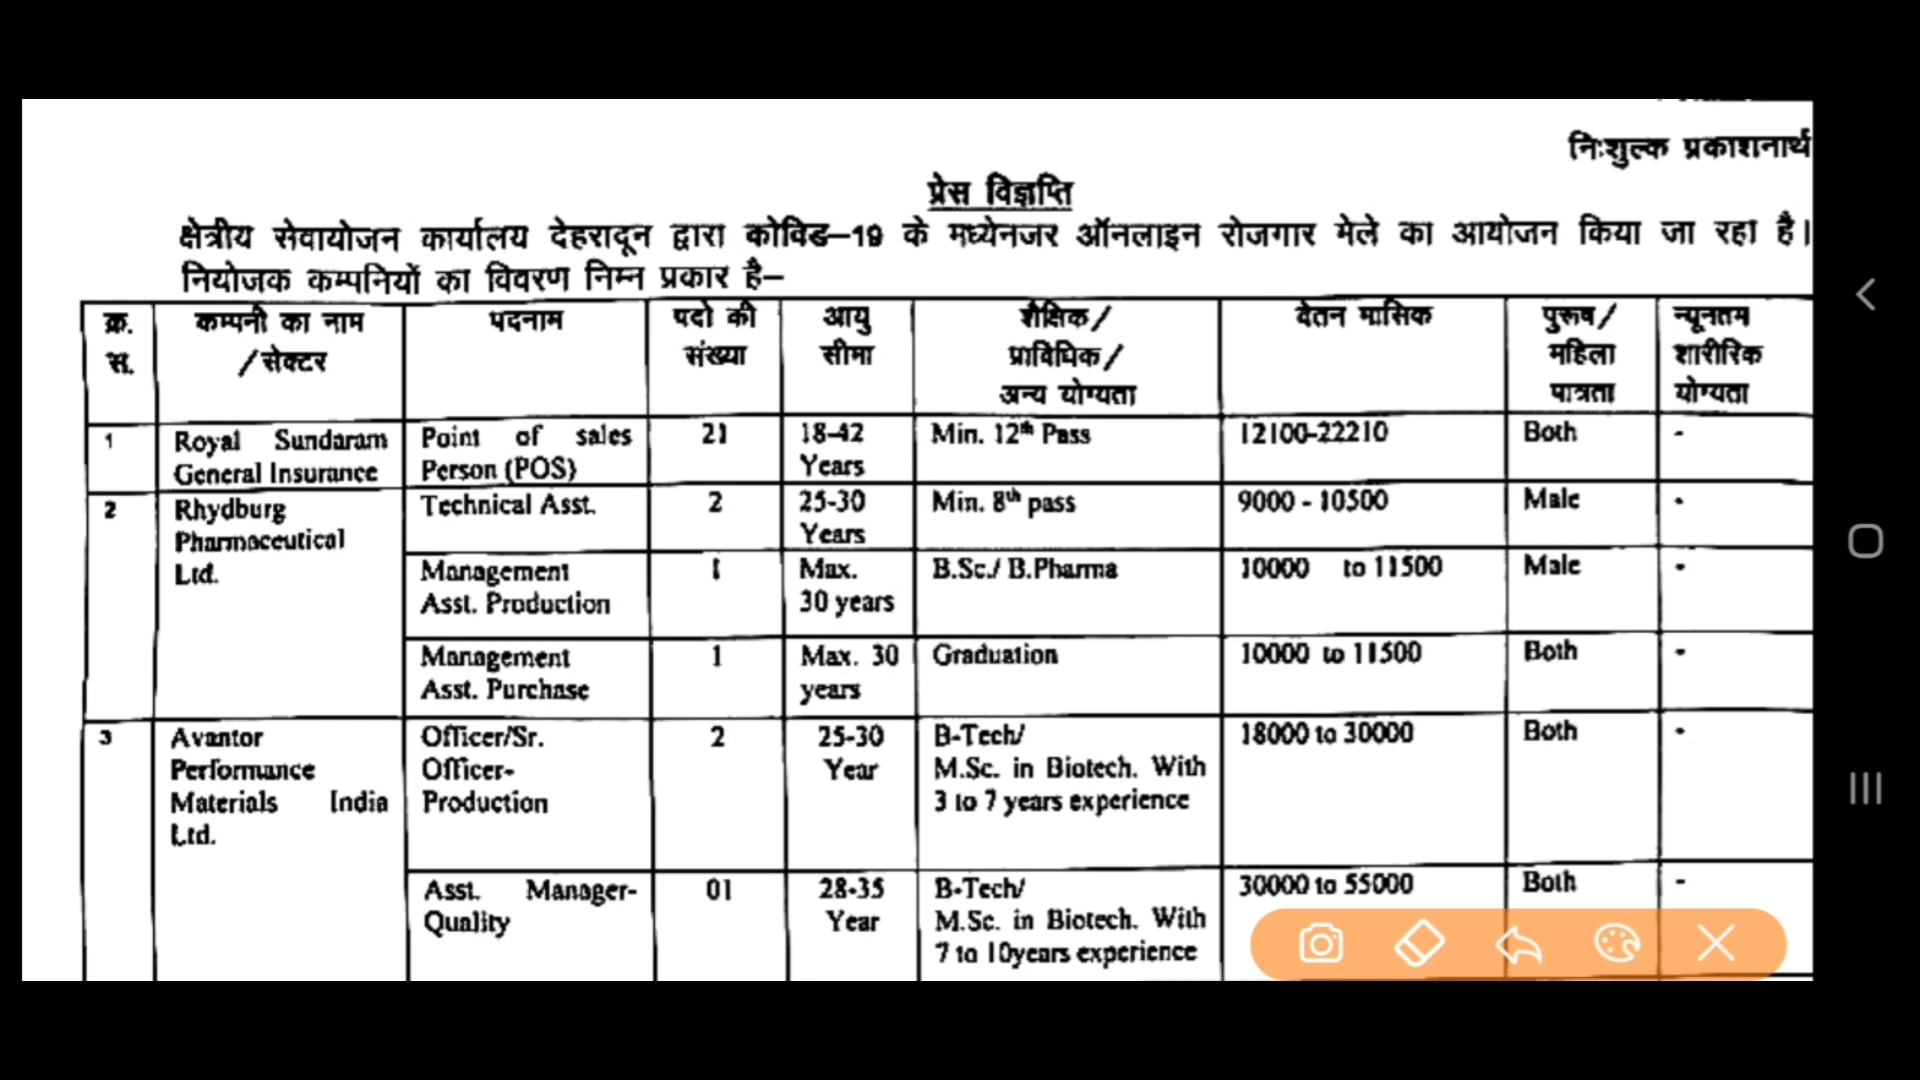 निःशुल्क प्रकाशनार्थ
प्रेस विज्ञप्ति
क्षेत्रीय सेवायोजन कार्यालय देहरादून द्वारा कोविड–19 के मध्येनजर ऑनलाइन रोजगार मेले का आयोजन किया जा रहा है।
नियोजक कम्पनियों का विवरण निम्न प्रकार है–
क्र. स. कम्पनी का नाम /सेक्टर पदनाम पदो की संख्या आयु सीमा शैक्षिक/ प्राविधिक/ अन्य योग्यता वेतन मासिक पुरूष/ महिला पात्रता न्यूनतम शारीरिक योग्यता
1 Royal Sundaram General Insurance Point of sales Person (POS) 21 18-42 Years Min. 12th Pass 12100-22210 Both -
2 Rhydburg Pharmaceutical Ltd. Technical Asst. 2 25-30 Years Min. 8th pass 9000 - 10500 Male -
Management Asst. Production 1 Max. 30 years B.Sc./ B.Pharma 10000 to 11500 Male -
Management Asst. Purchase 1 Max. 30 years Graduation 10000 to 11500 Both -
3 Avantor Performance Materials India Ltd. Officer/Sr. Officer- Production 2 25-30 Year B-Tech/ M.Sc. in Biotech. With 3 to 7 years experience 18000 to 30000 Both -
Asst. Manager- Quality 01 28-35 Year B-Tech/ M.Sc. in Biotech. With 7 to 10years experience 30000 to 55000 Both -